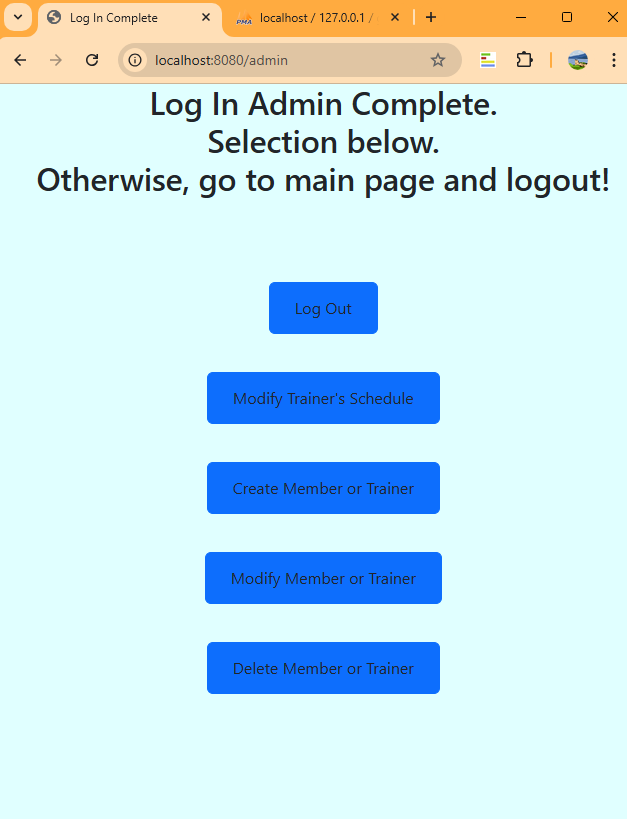 Log In Complete
PMA
localhost / 127.0.0.1 /
localhost:8080/admin
Log In Admin Complete.
Selection below.
Otherwise, go to main page and logout!
Log Out
Modify Trainer's Schedule
Create Member or Trainer
Modify Member or Trainer
Delete Member or Trainer